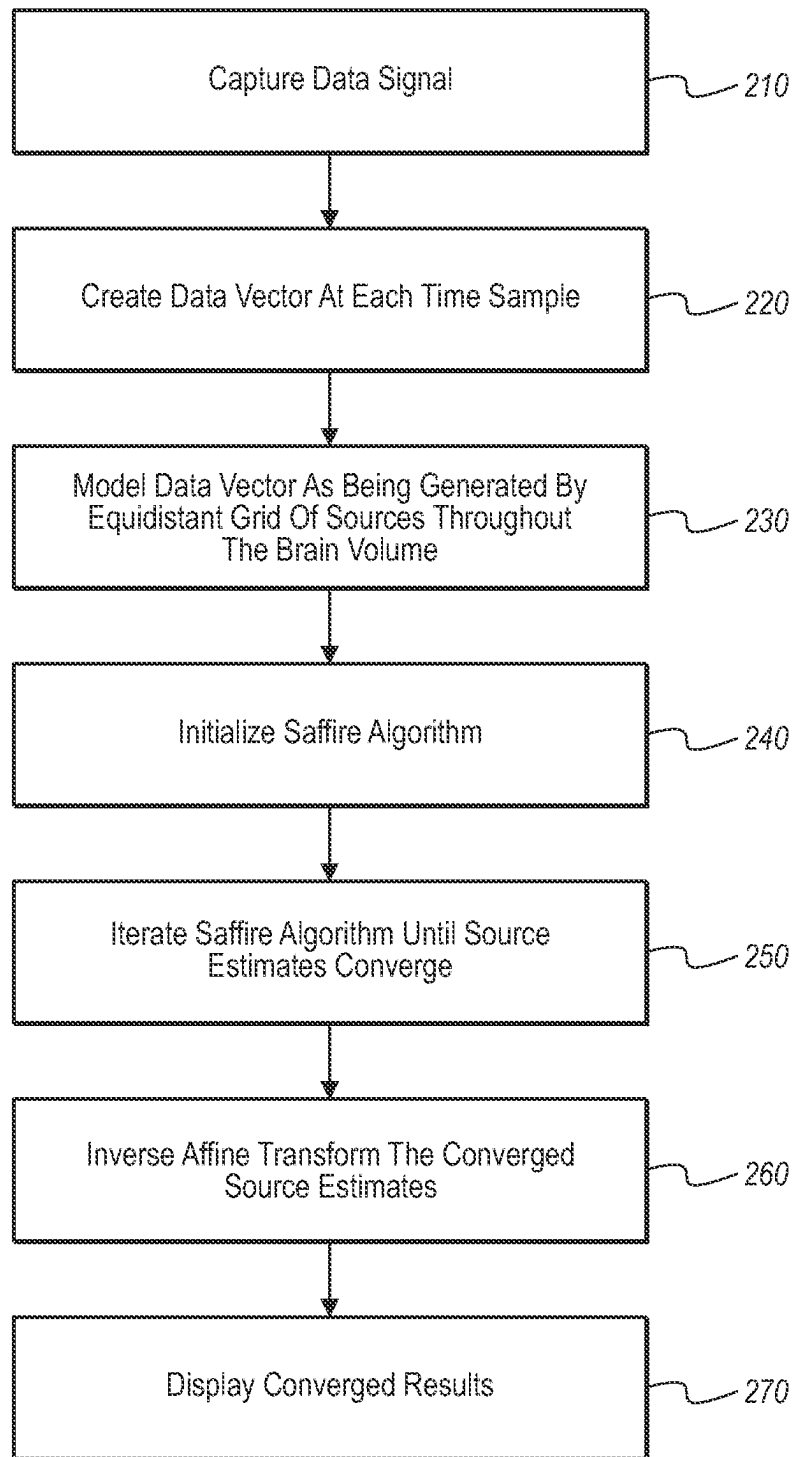 Capture Data Signal
210
Create Data Vector At Each Time Sample
220
Model Data Vector As Being Generated By
Equidistant Grid Of Sources Throughout
The Brain Volume
230
Initialize Saffire Algorithm
240
Iterate Saffire Algorithm Until Source
Estimates Converge
250
Inverse Affine Transform The Converged
Source Estimates
260
Display Converged Results
270